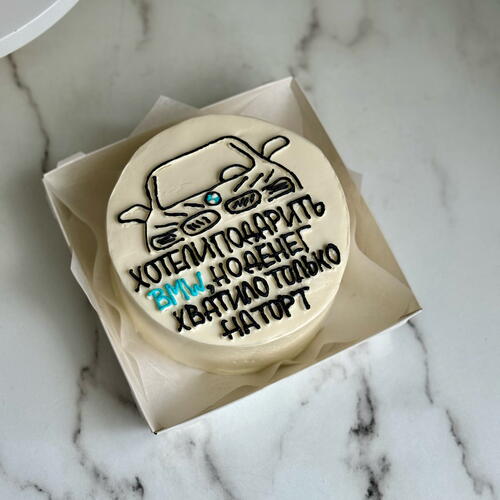 ХОТЕЛИ ПОДАРИТЬ
BMW, НО ДЕНЕГ
ХВАТИЛО ТОЛЬКО
НА ТОРТ